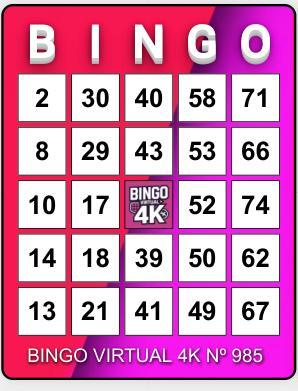 B I N G O
2 30 40 58 71
8 29 43 53 66
10 17 BINGO VIRTUAL 4K 52 74
14 18 39 50 62
13 21 41 49 67
BINGO VIRTUAL 4K Nº 985